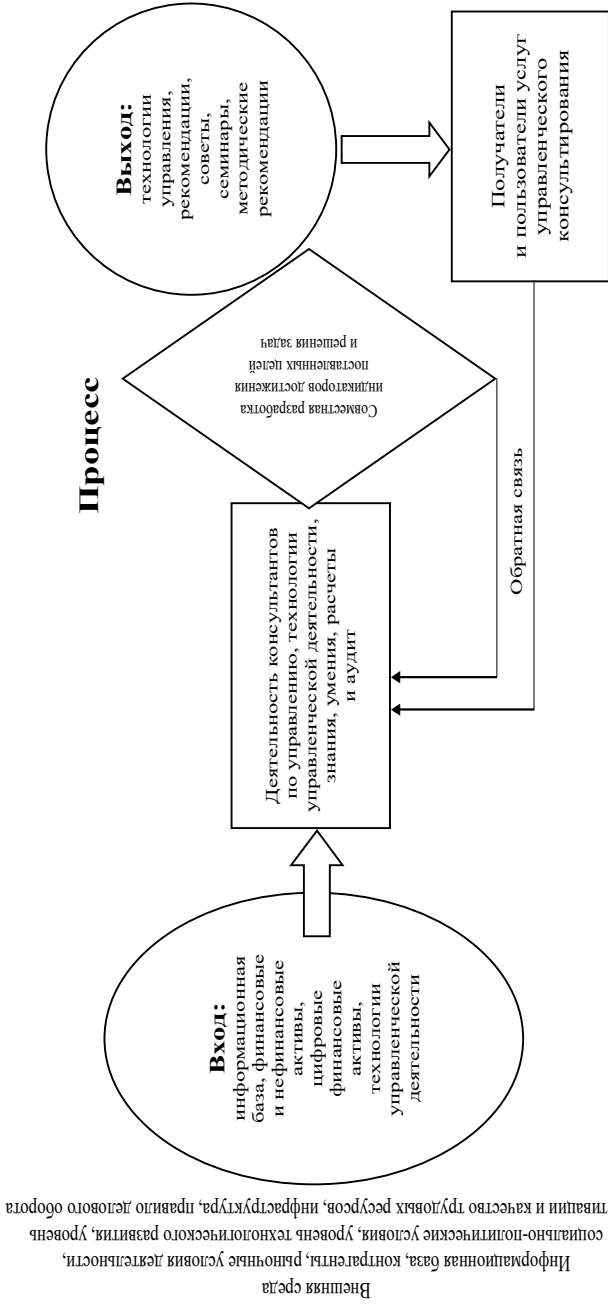 Внешняя среда
Информационная база, контрагенты, рыночные условия деятельности,
социально-политические условия, уровень технологического развития, уровень
тивации и качество трудовых ресурсов, инфраструктура, правило делового оборота
Процесс
Вход:
информационная
база, финансовые
и нефинансовые
активы,
цифровые
финансовые
активы,
технологии
управленческой
деятельности
Деятельность консультантов
по управлению, технологии
управленческой деятельности,
знания, умения, расчеты
и аудит
Совместная разработка
индикаторов достижения
поставленных целей
и решения задач
Выход:
технологии
управления,
рекомендации,
советы,
семинары,
методические
рекомендации
Получатели
и пользователи услуг
управленческого
консультирования
Обратная связь